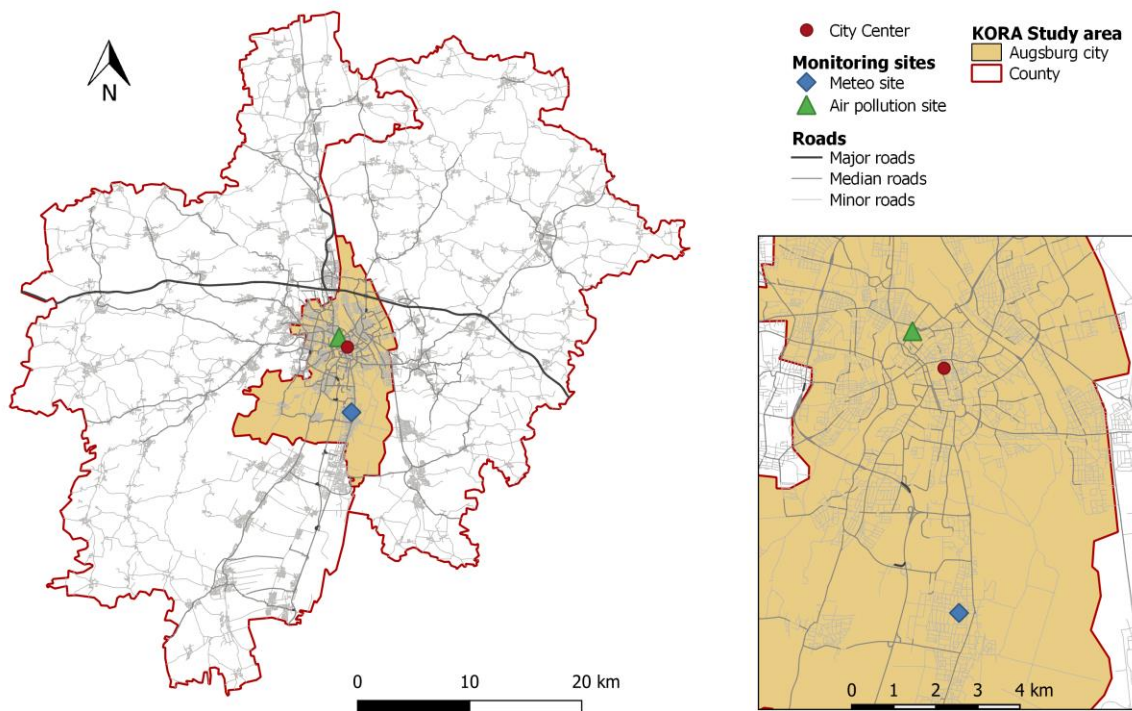 N
City Center
Monitoring sites
Meteo site
Air pollution site
Roads
Major roads
Median roads
Minor roads
KORA Study area
Augsburg city
County
0 10 20 km
0 1 2 3 4 km